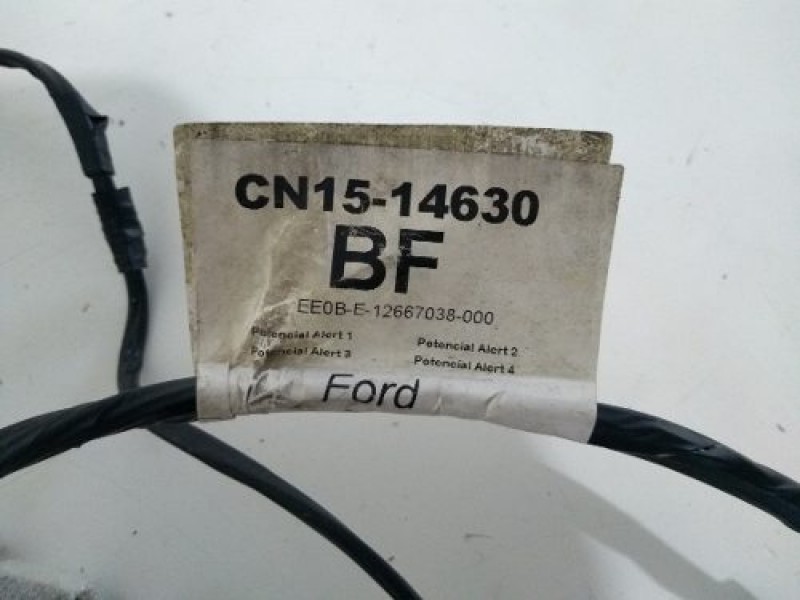 CN15-14630
BF
EE0B-E-12667038-000
Potencial Alert 1 Potencial Alert 2
Potencial Alert 3 Potencial Alert 4
Ford